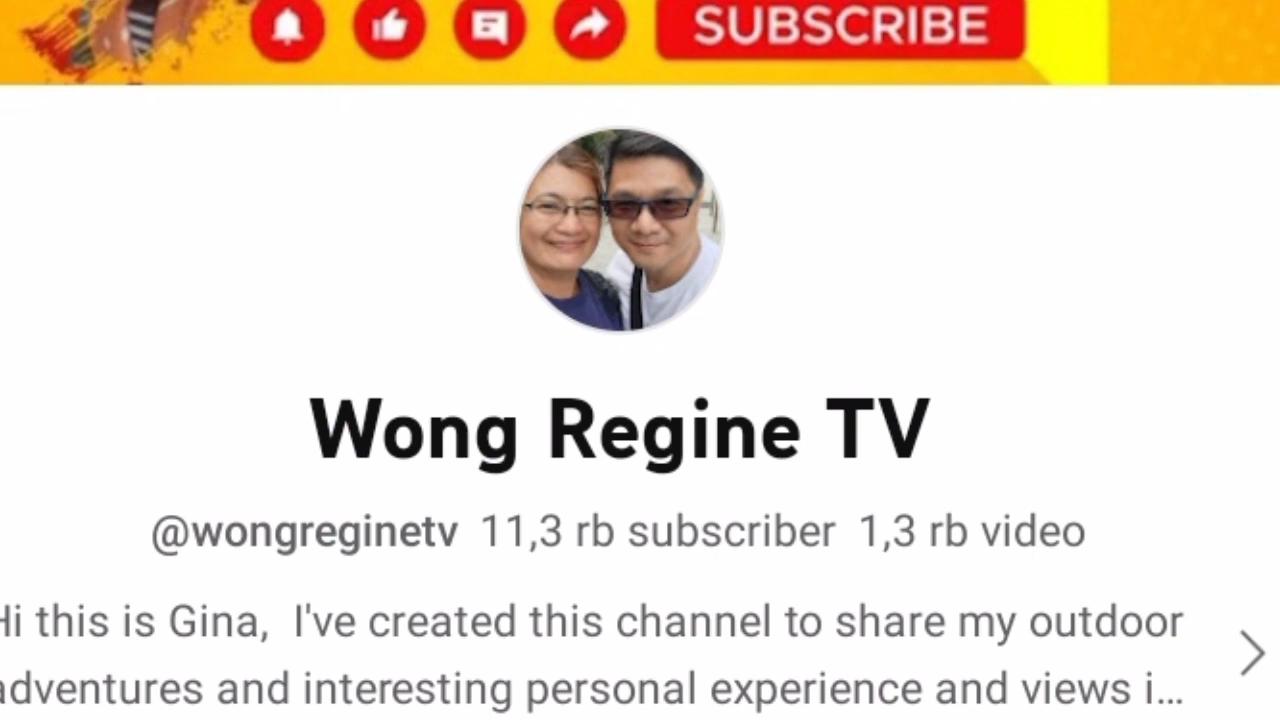 SUBSCRIBE
Wong Regine TV
@wongreginetv 11,3 rb subscriber 1,3 rb video
Hi this is Gina, I've created this channel to share my outdoor
adventures and interesting personal experience and views i...